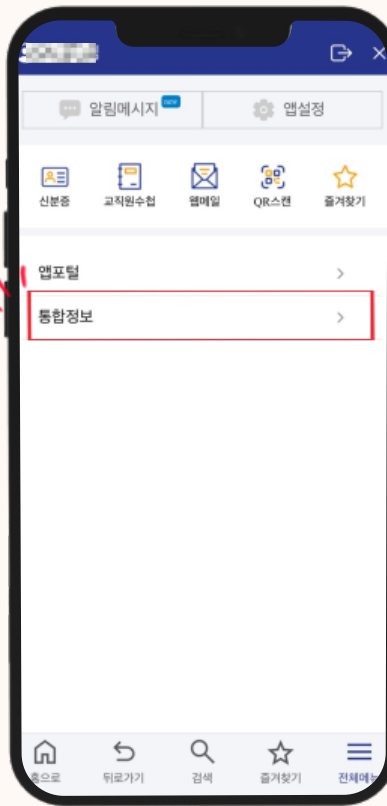 알림메시지 new
앱설정
신분증 교직원수첩 웹메일 QR스캔 즐겨찾기
앱포털
통합정보
홈으로 뒤로가기 검색 즐겨찾기 전체메뉴